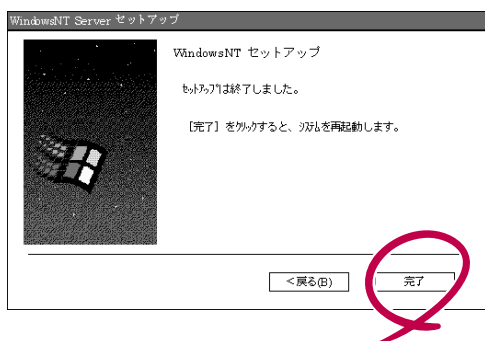 WindowsNT Server セットアップ
WindowsNT セットアップ
ｾｯﾄｱｯﾌﾟは終了しました。
［完了］をｸﾘｯｸすると、ｼｽﾃﾑを再起動します。
<戻る(B)
完了